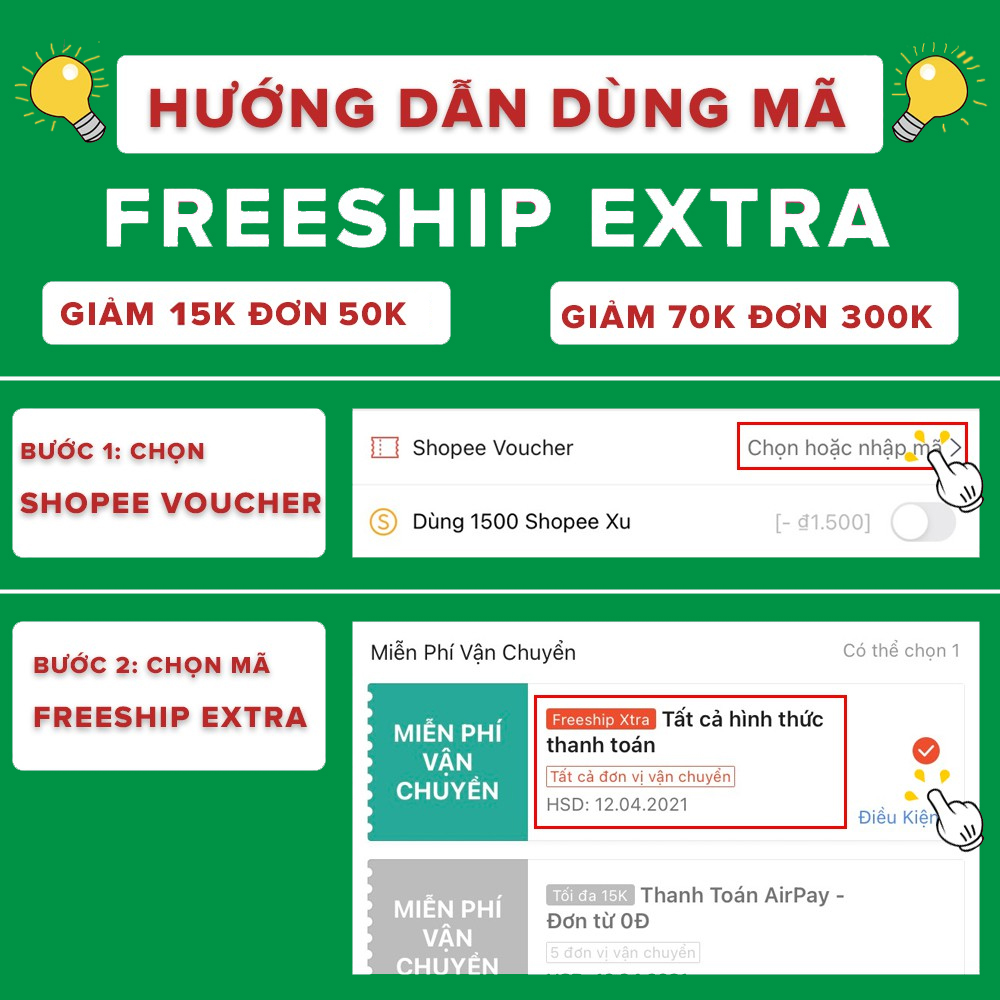 HƯỚNG DẪN DÙNG MÃ
FREESHIP EXTRA
GIẢM 15K ĐƠN 50K
GIẢM 70K ĐƠN 300K
BƯỚC 1: CHỌN
SHOPEE VOUCHER
Shopee Voucher
Chọn hoặc nhập mã
Dùng 1500 Shopee Xu
[- ₫1.500]
BƯỚC 2: CHỌN MÃ
FREESHIP EXTRA
Miễn Phí Vận Chuyển
Có thể chọn 1
MIỄN PHÍ
VẬN
CHUYỂN
Freeship Xtra Tất cả hình thức
thanh toán
Tất cả đơn vị vận chuyển
HSD: 12.04.2021
Điều Kiện
MIỄN PHÍ
VẬN
CHUYỂN
Tối đa 15K Thanh Toán AirPay -
Đơn từ 0Đ
5 đơn vị vận chuyển